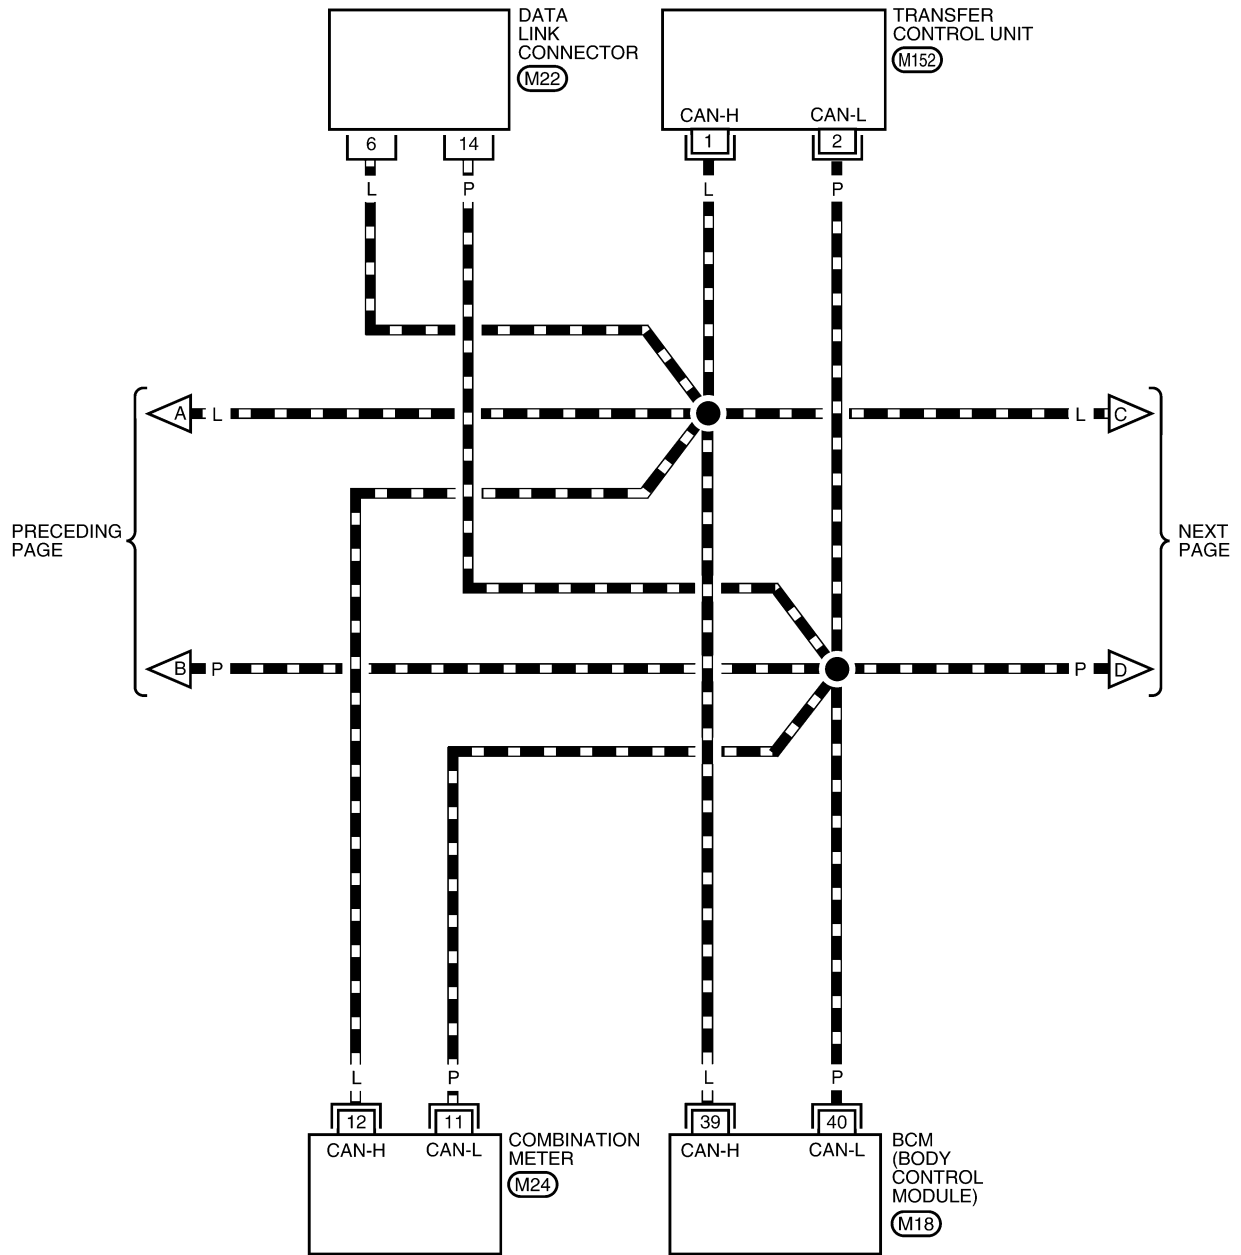 DATA
LINK
CONNECTOR
M22
TRANSFER
CONTROL UNIT
M152
CAN-H
CAN-L
6
14
1
2
L
P
L
P
A
L
L
C
PRECEDING
PAGE
NEXT
PAGE
B
P
P
D
L
P
L
P
12
11
39
40
CAN-H
CAN-L
COMBINATION
METER
M24
CAN-H
CAN-L
BCM
(BODY
CONTROL
MODULE)
M18